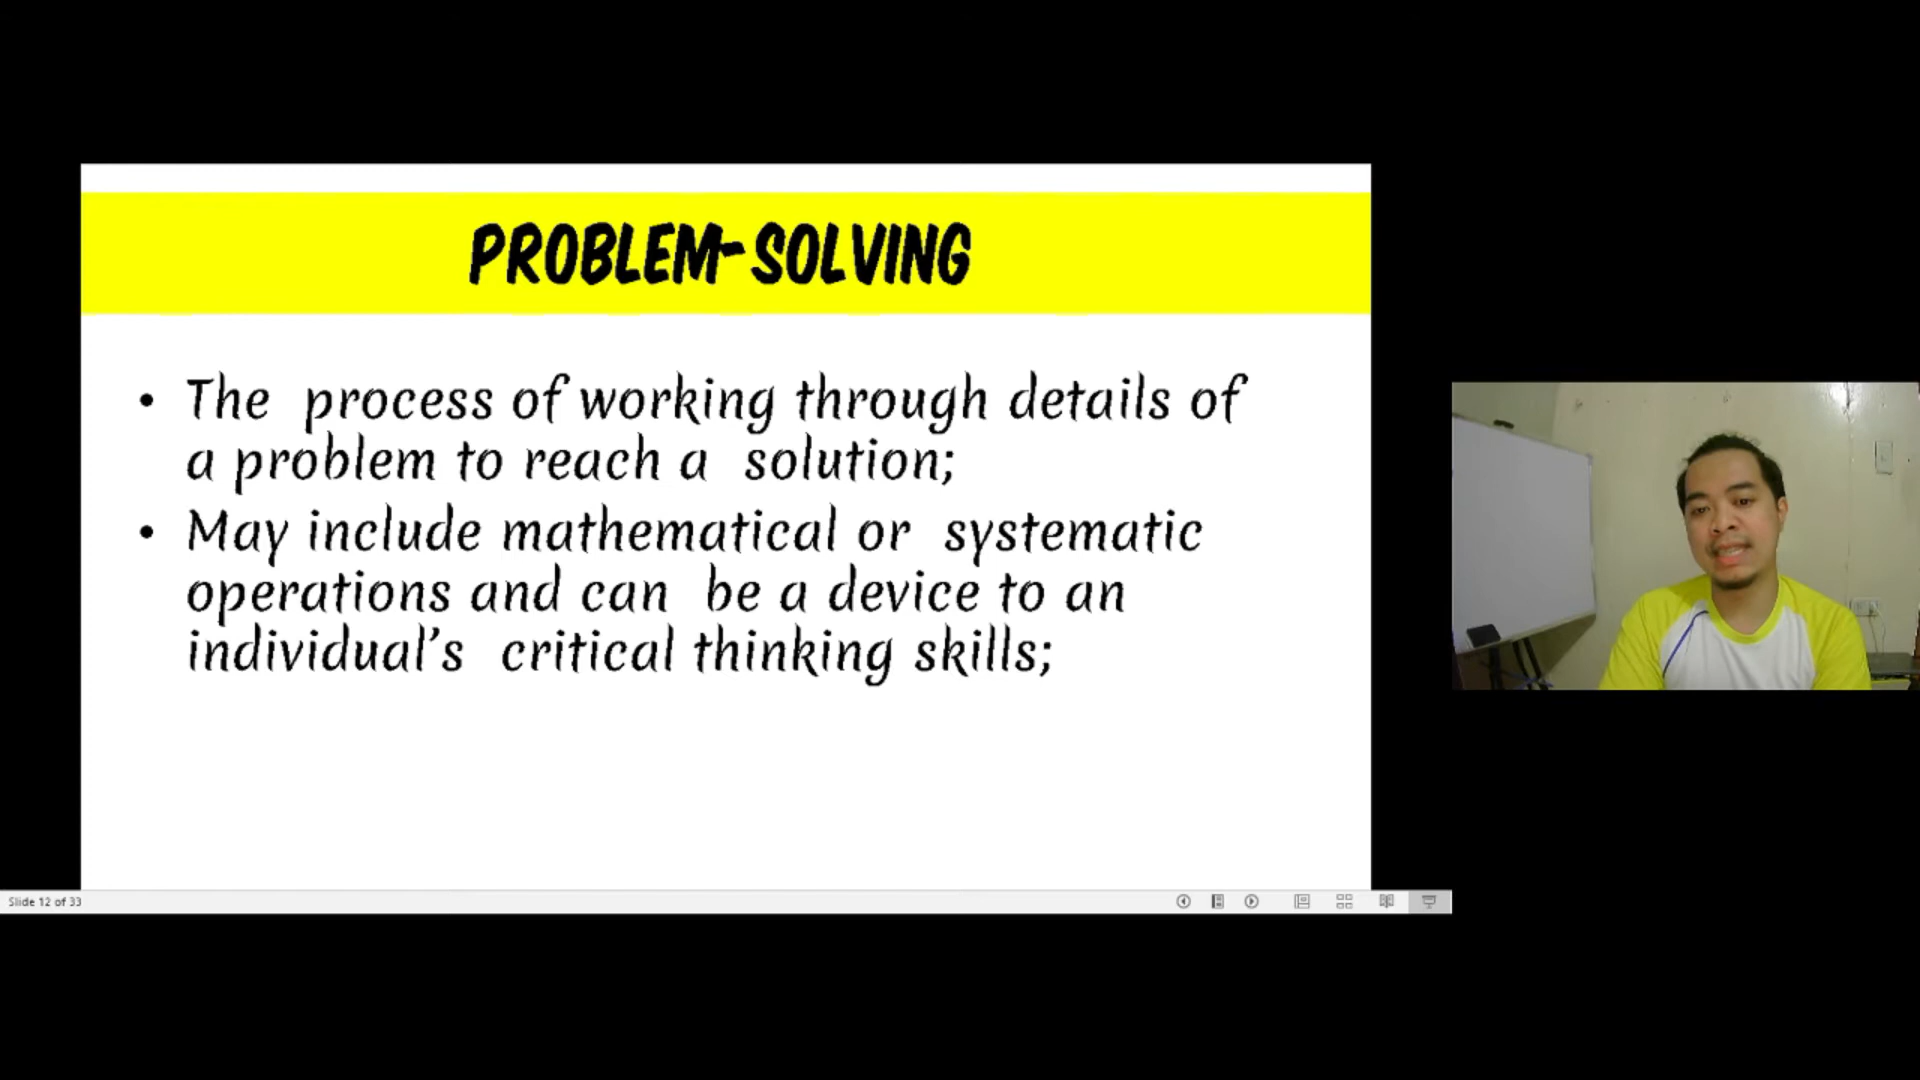 PROBLEM-SOLVING
• The process of working through details of
a problem to reach a solution;
• May include mathematical or systematic
operations and can be a device to an
individual’s critical thinking skills;
Slide 12 of 33